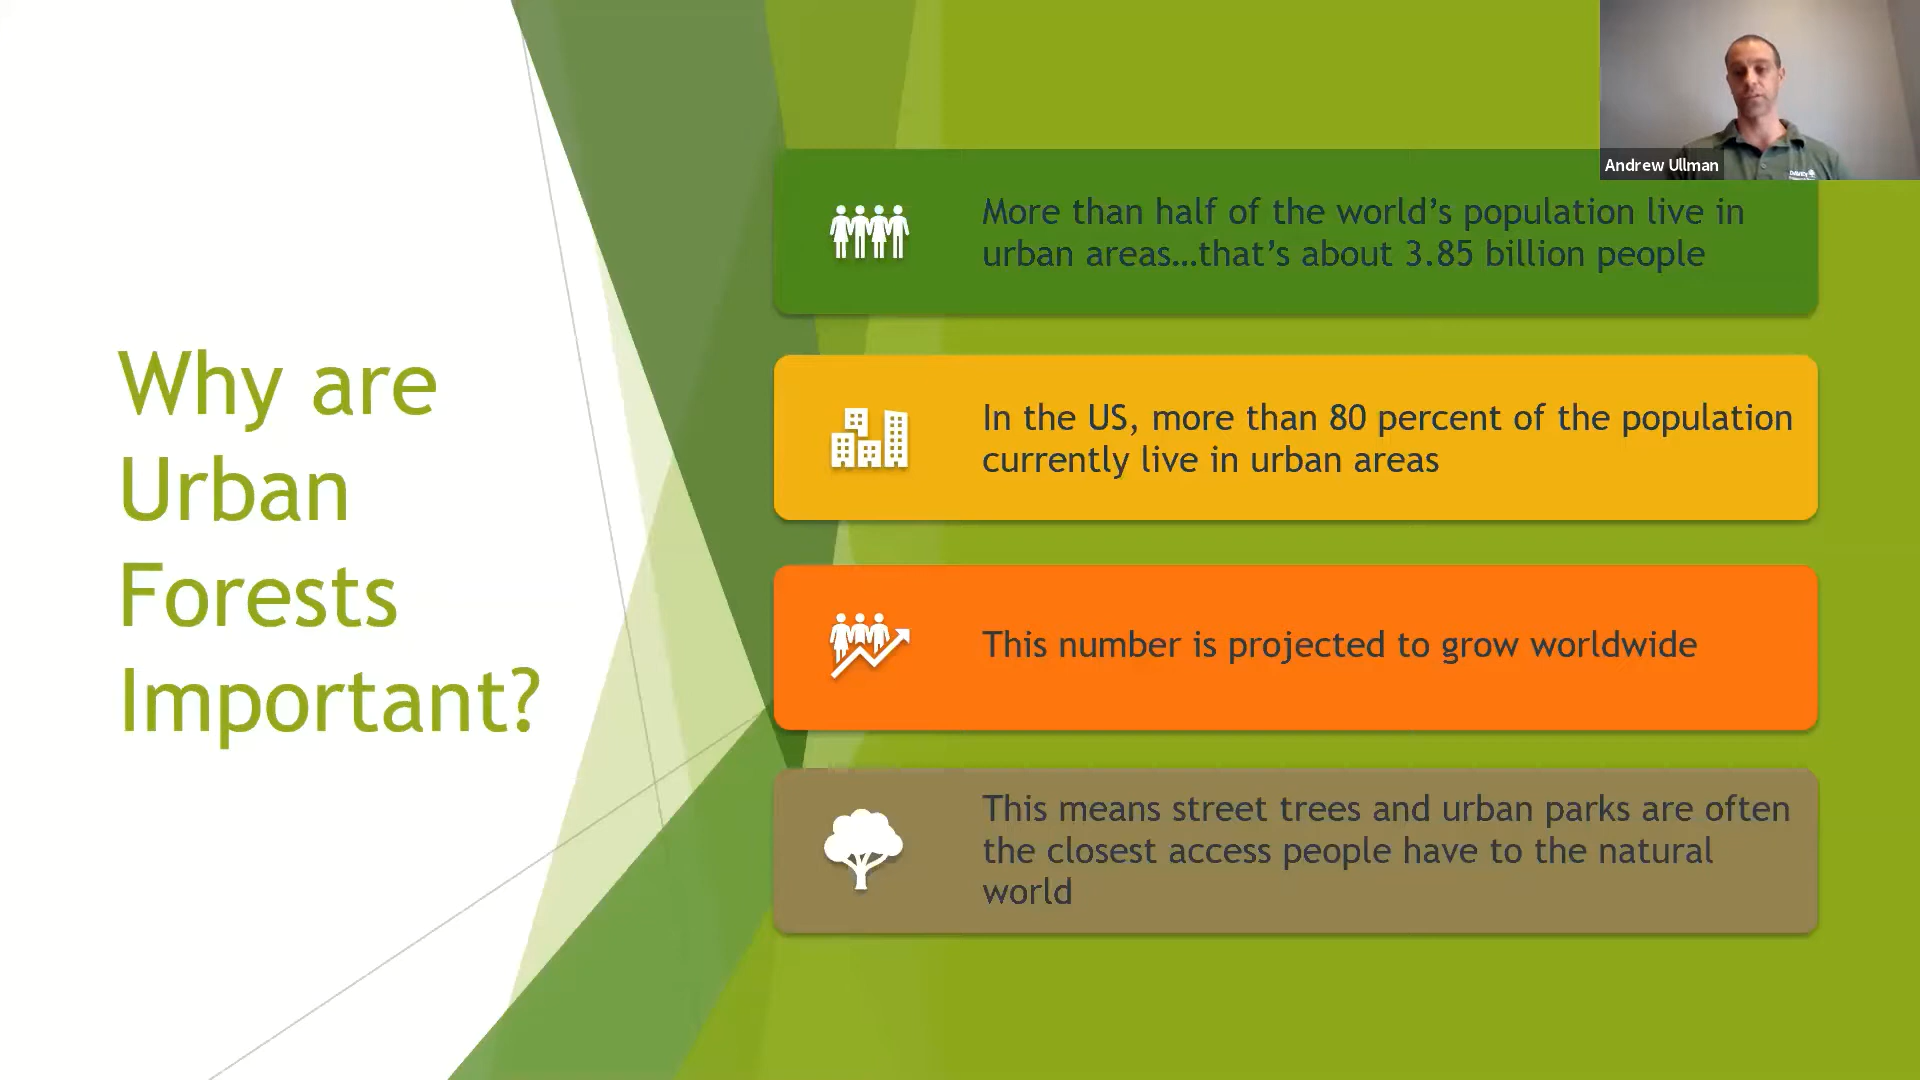 Why are
Urban
Forests
Important?
Andrew Ullman
More than half of the world's population live in
urban areas...that's about 3.85 billion people
In the US, more than 80 percent of the population
currently live in urban areas
This number is projected to grow worldwide
This means street trees and urban parks are often
the closest access people have to the natural
world